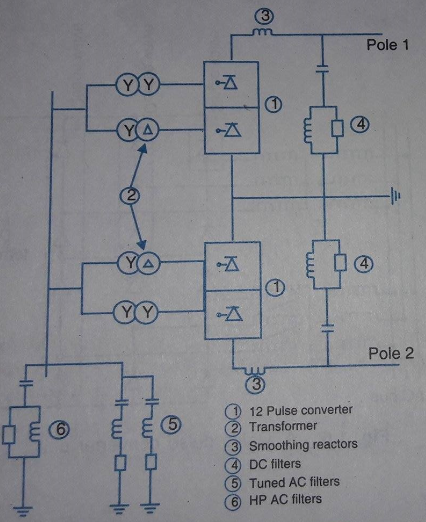 ③
Pole 1
Y Y
①
Y Δ
④
②
Y Δ
④
①
Y Y
Pole 2
③
① 12 Pulse converter
② Transformer
③ Smoothing reactors
④ DC filters
⑤ Tuned AC filters
⑥ HP AC filters
⑥
⑤